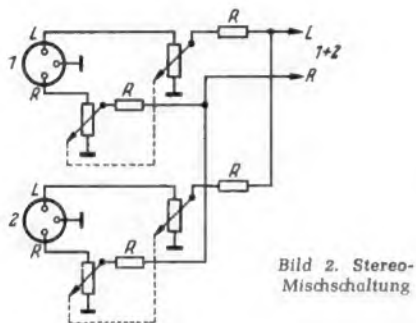 L
R
L
1
1+2
R
R
R
L
R
2
R
R
Bild 2. Stereo-
Mischschaltung